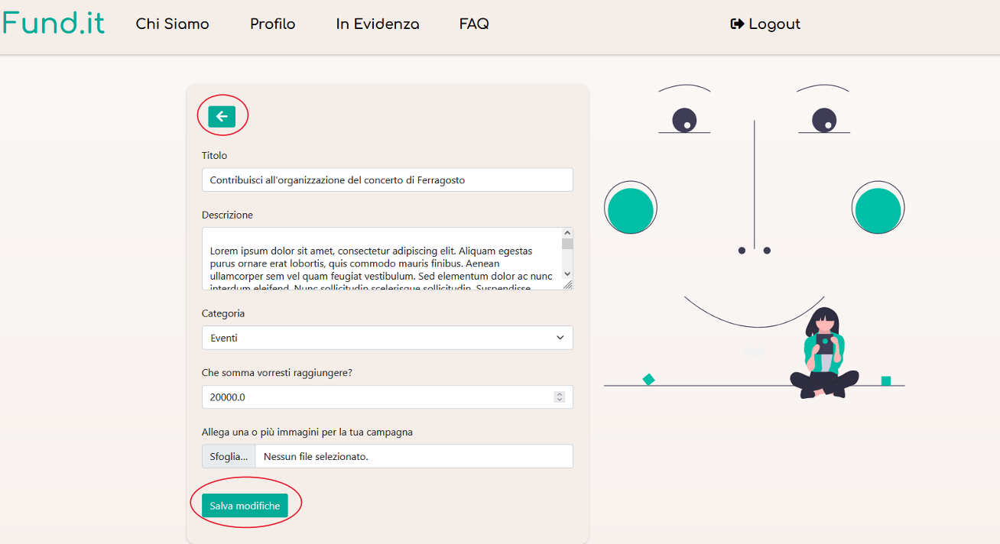 Fund.it Chi Siamo Profilo In Evidenza FAQ Logout
Titolo
Contribuisci all'organizzazione del concerto di Ferragosto
Descrizione
Lorem ipsum dolor sit amet, consectetur adipiscing elit. Aliquam egestas
purus ornare erat lobortis, quis commodo mauris finibus. Aenean
ullamcorper sem vel quam feugiat vestibulum. Sed elementum dolor ac nunc
interdum eleifend. Nunc sollicitudin scelerisque sollicitudin. Suspendisse
Categoria
Eventi
Che somma vorresti raggiungere?
20000.0
Allega una o più immagini per la tua campagna
Sfoglia... Nessun file selezionato.
Salva modifiche